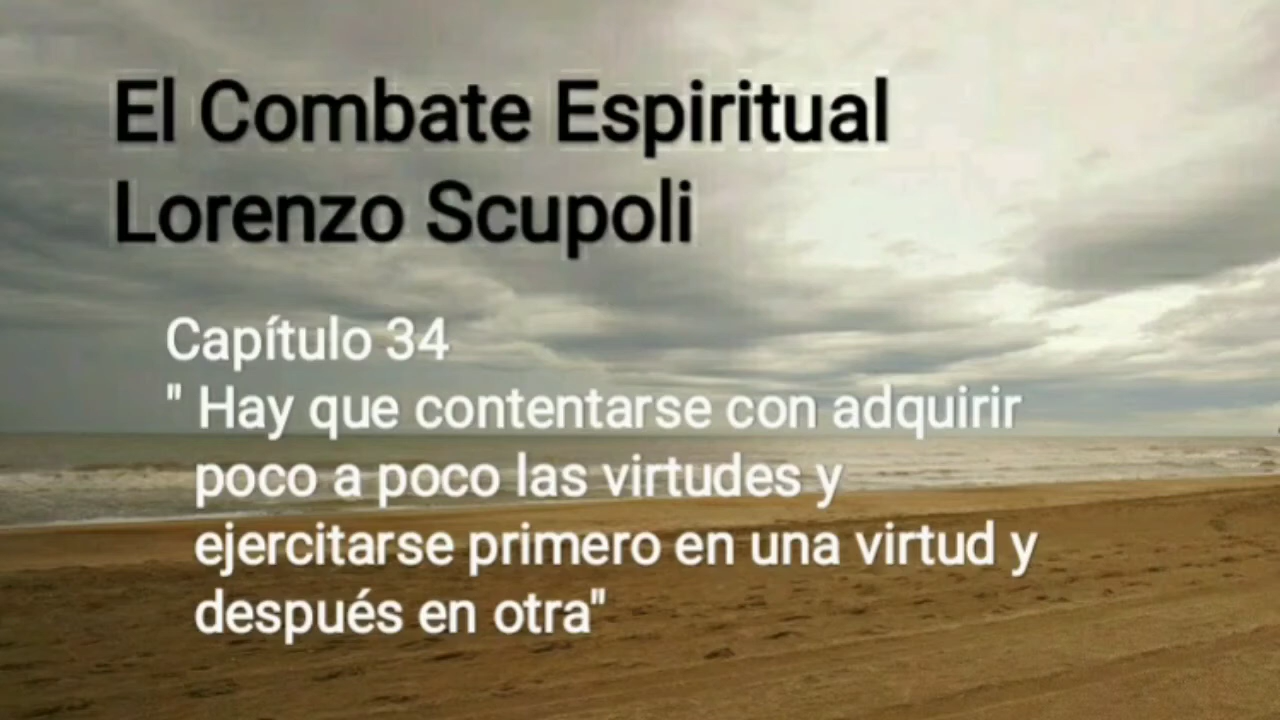 El Combate Espiritual
Lorenzo Scupoli
Capítulo 34
" Hay que contentarse con adquirir
poco a poco las virtudes y
ejercitarse primero en una virtud y
después en otra"